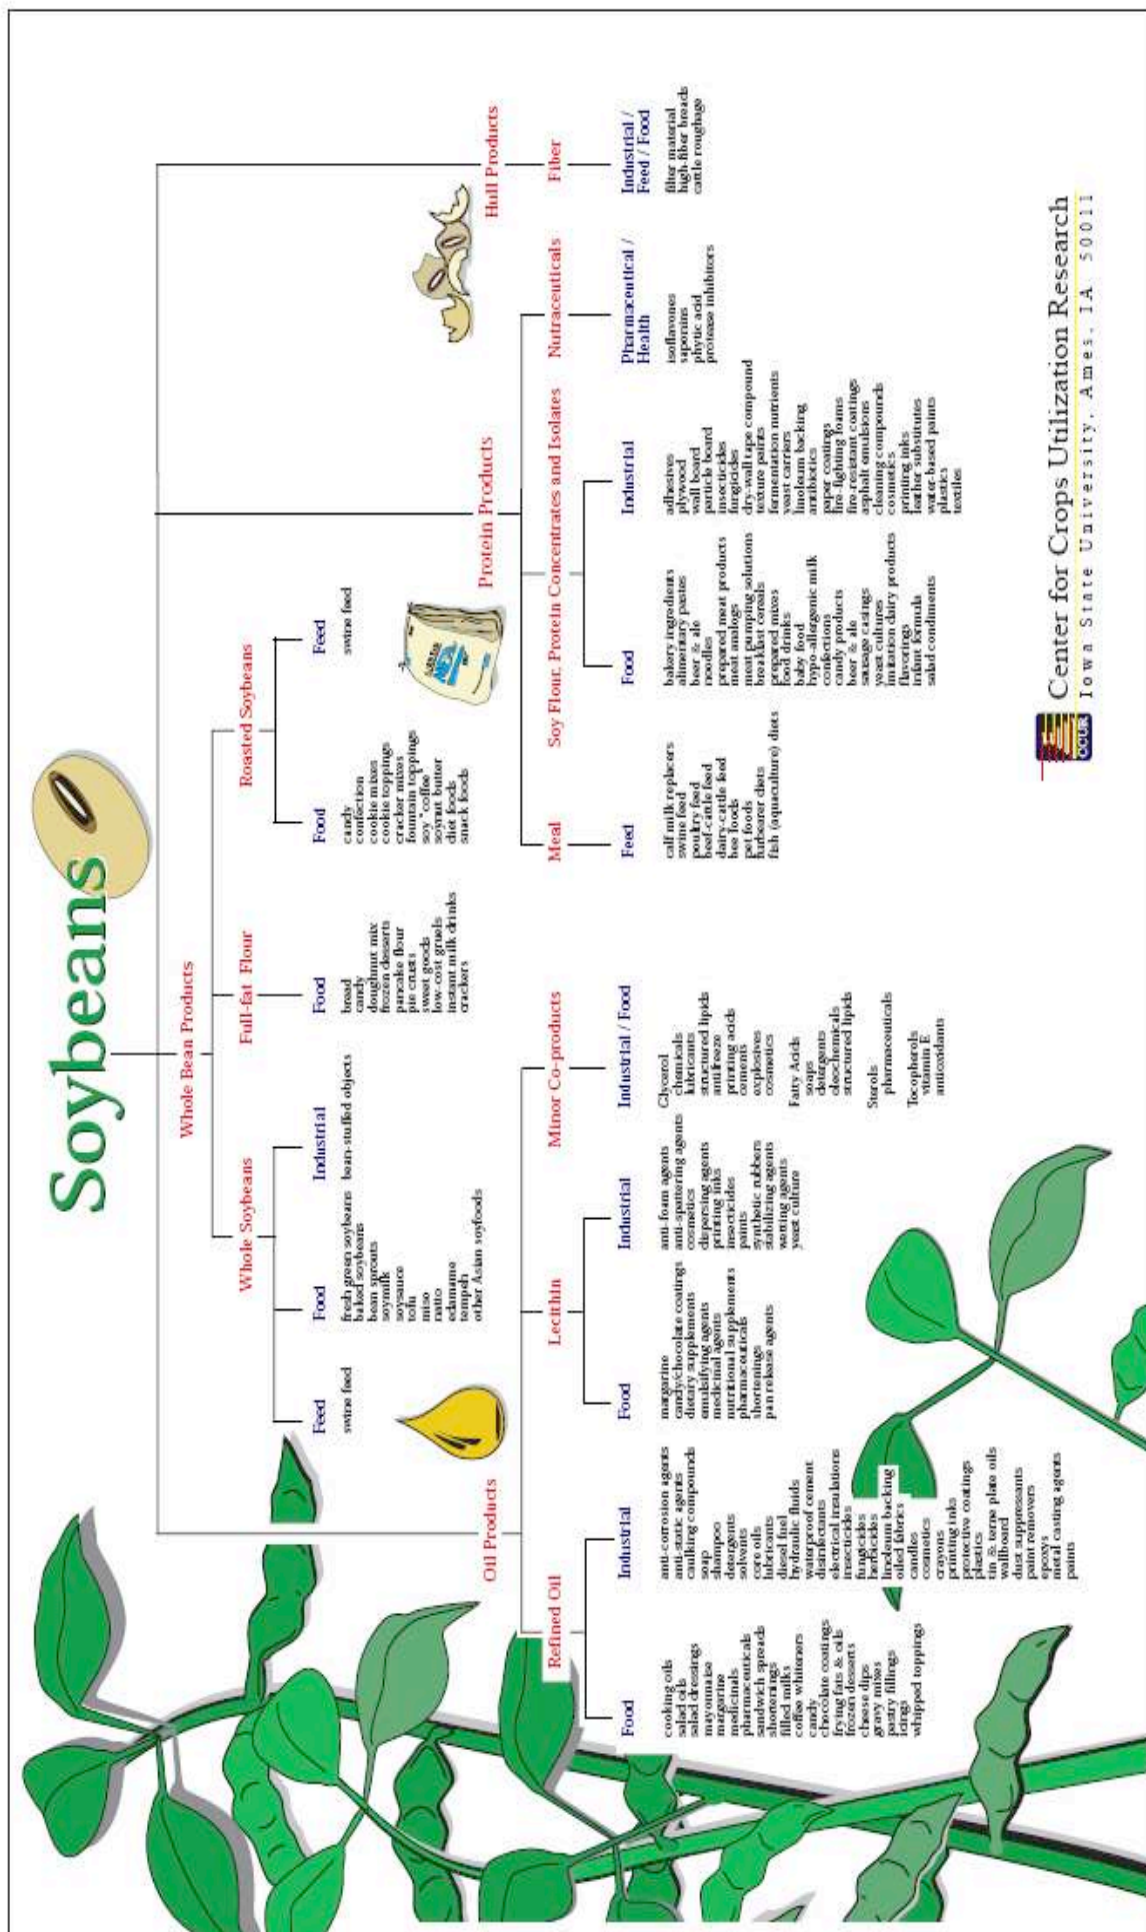 Soybeans
Whole Bean Products
Whole Soybeans
Feed
swine feed
Food
fresh green soybeans
baked soybeans
bean sprouts
soymilk
soysauce
tofu
miso
natto
edamame
tempeh
other Asian soyfoods
Industrial
bean-stuffed objects
Full-fat Flour
Food
bread
candy
doughnut mix
frozen desserts
pancake flour
pie crusts
sweet goods
low-cost gruels
instant milk drinks
crackers
Roasted Soybeans
Food
candy
confection
cookie mixes
cookie toppings
cracker mixes
fountain toppings
soy "coffee"
soynut butter
diet foods
snack foods
Feed
swine feed
Oil Products
Refined Oil
Food
cooking oils
salad oils
salad dressings
mayonnaise
margarine
medicinals
pharmaceuticals
sandwich spreads
shortenings
filled milks
coffee whiteners
candy
chocolate coatings
frying fats & oils
frozen desserts
cheese dips
gravy mixes
pastry fillings
icings
whipped toppings
Industrial
anti-corrosion agents
anti-static agents
caulking compounds
soap
shampoo
detergents
solvents
core oils
lubricants
diesel fuel
hydraulic fluids
waterproof cement
disinfectants
electrical insulations
insecticides
fungicides
herbicides
linoleum backing
oiled fabrics
candles
cosmetics
crayons
printing inks
protective coatings
plastics
tin & terne plate oils
wallboard
dust suppressants
paint removers
epoxys
metal casting agents
paints
Lecithin
Food
margarine
candy/chocolate coatings
dietary supplements
emulsifying agents
medicinal agents
nutritional supplements
pharmaceuticals
shortenings
pan release agents
Industrial
anti-foam agents
anti-spattering agents
cosmetics
dispersing agents
printing inks
insecticides
paints
synthetic rubbers
stabilizing agents
wetting agents
yeast culture
Minor Co-products
Industrial / Food
Glycerol
chemicals
lubricants
structured lipids
antifreeze
printing acids
cements
explosives
cosmetics
Fatty Acids
soaps
detergents
oleochemicals
structured lipids
Sterols
pharmaceuticals
Tocopherols
vitamin E
antioxidants
Protein Products
Meal
Feed
calf milk replacers
swine feed
poultry feed
beef-cattle feed
dairy-cattle feed
bee foods
pet foods
furbearer diets
fish (aquaculture) diets
Soy Flour, Protein Concentrates and Isolates
Food
bakery ingredients
alimentary pastes
beer & ale
noodles
prepared meat products
meat analogs
meat pumping solutions
breakfast cereals
prepared mixes
food drinks
baby food
hypo-allergenic milk
confections
candy products
beer & ale
sausage casings
yeast cultures
imitation dairy products
flavorings
infant formula
salad condiments
Industrial
adhesives
plywood
wall board
particle board
insecticides
fungicides
dry-wall tape compound
texture paints
fermentation nutrients
yeast carriers
linoleum backing
antibiotics
paper coatings
fire-fighting foams
fire-resistant coatings
asphalt emulsions
cleaning compounds
cosmetics
printing inks
leather substitutes
water-based paints
plastics
textiles
Nutraceuticals
Pharmaceutical /
Health
isoflavones
saponins
phytic acid
protease inhibitors
Hull Products
Fiber
Industrial /
Feed / Food
filter material
high-fiber breads
cattle roughage
CCUR
Center for Crops Utilization Research
Iowa State University, Ames, IA 50011